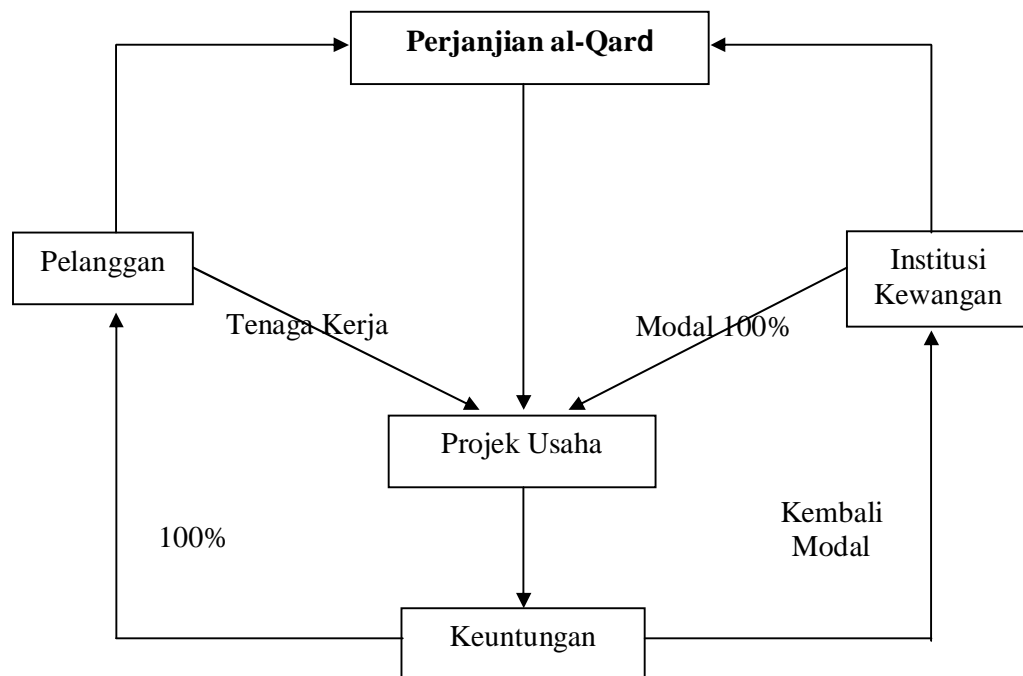 Perjanjian al-Qard
Pelanggan
Institusi
Kewangan
Tenaga Kerja
Modal 100%
Projek Usaha
100%
Kembali
Modal
Keuntungan